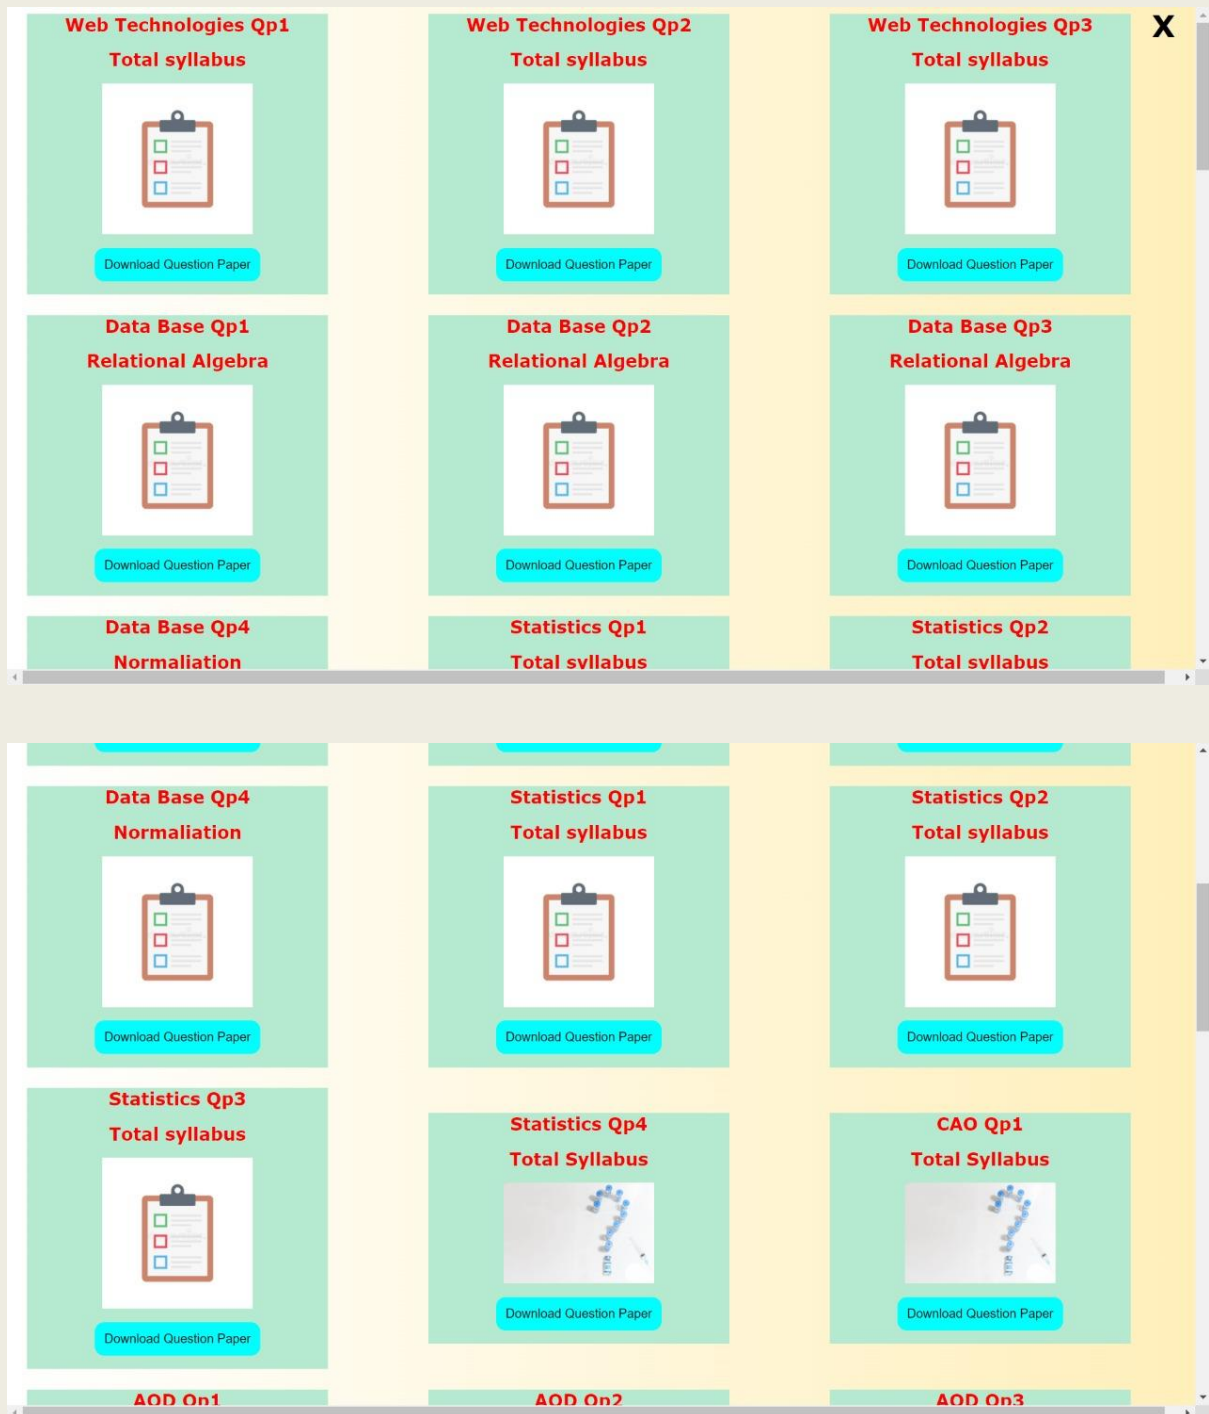 Web Technologies Qp1
Total syllabus
Download Question Paper
Web Technologies Qp2
Total syllabus
Download Question Paper
Web Technologies Qp3
Total syllabus
Download Question Paper
X
Data Base Qp1
Relational Algebra
Download Question Paper
Data Base Qp2
Relational Algebra
Download Question Paper
Data Base Qp3
Relational Algebra
Download Question Paper
Data Base Qp4
Normaliation
Statistics Qp1
Total syllabus
Statistics Qp2
Total syllabus
Data Base Qp4
Normaliation
Download Question Paper
Statistics Qp1
Total syllabus
Download Question Paper
Statistics Qp2
Total syllabus
Download Question Paper
Statistics Qp3
Total syllabus
Download Question Paper
Statistics Qp4
Total Syllabus
Download Question Paper
CAO Qp1
Total Syllabus
Download Question Paper
AOD Qp1
AOD Qp2
AOD Qp3